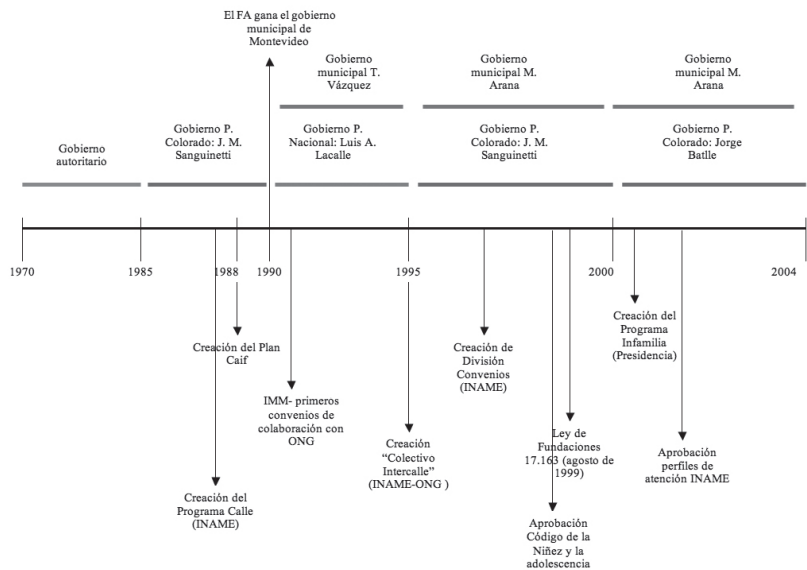 El FA gana el gobierno
municipal de
Montevideo
Gobierno
municipal T.
Vázquez
Gobierno
municipal M.
Arana
Gobierno
municipal M.
Arana
Gobierno
autoritario
Gobierno P.
Colorado: J. M.
Sanguinetti
Gobierno P.
Nacional: Luis A.
Lacalle
Gobierno P.
Colorado: J. M.
Sanguinetti
Gobierno P.
Colorado: Jorge
Batlle
1970
1985
1988
1990
1995
2000
2004
Creación del Plan
Caif
IMM- primeros
convenios de
colaboración con
ONG
Creación del
Programa Calle
(INAME)
Creación
“Colectivo
Intercalle”
(INAME-ONG )
Creación de
División
Convenios
(INAME)
Ley de
Fundaciones
17.163 (agosto de
1999)
Aprobación
Código de la
Niñez y la
adolescencia
Creación del
Programa
Infamilia
(Presidencia)
Aprobación
perfiles de
atención INAME